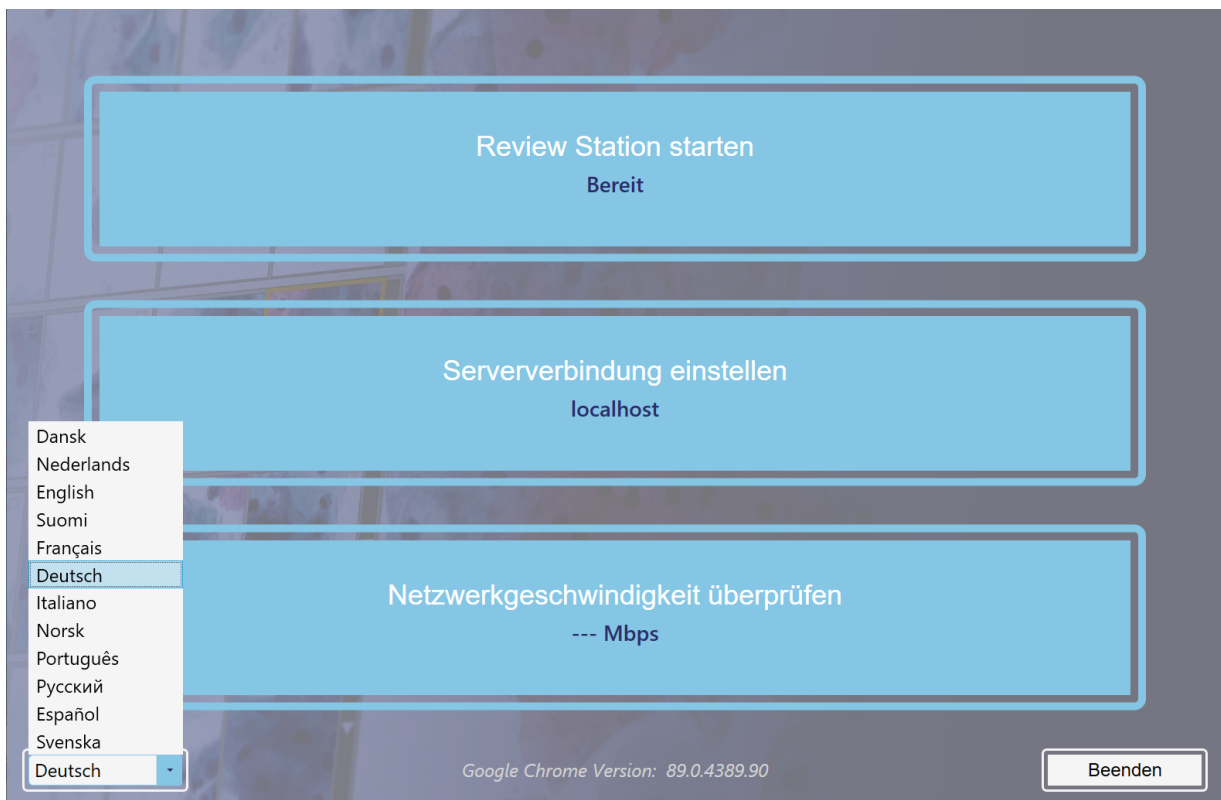 Review Station starten
Bereit
Serververbindung einstellen
localhost
Netzwerkgeschwindigkeit überprüfen
--- Mbps
Dansk
Nederlands
English
Suomi
Français
Deutsch
Italiano
Norsk
Português
Русский
Español
Svenska
Deutsch
Google Chrome Version: 89.0.4389.90
Beenden